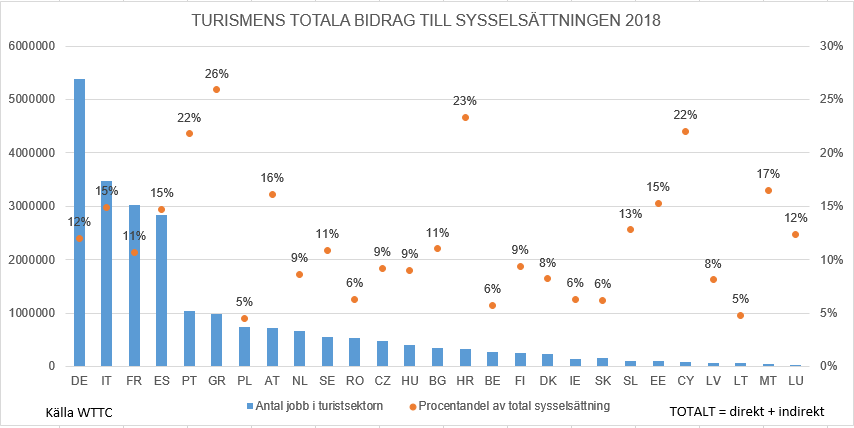 TURISMENS TOTALA BIDRAG TILL SYSSELSÄTTNINGEN 2018
6000000 30%
5000000 25%
4000000 20%
3000000 15%
2000000 10%
1000000 5%
0 0%
12% 15% 11% 15% 22% 26% 5% 16% 9% 11% 6% 9% 9% 11% 23% 6% 9% 8% 6% 6% 13% 15% 22% 8% 5% 17% 12%
DE IT FR ES PT GR PL AT NL SE RO CZ HU BG HR BE FI DK IE SK SL EE CY LV LT MT LU
Källa WTTC Antal jobb i turistsektorn Procentandel av total sysselsättning TOTALT = direkt + indirekt